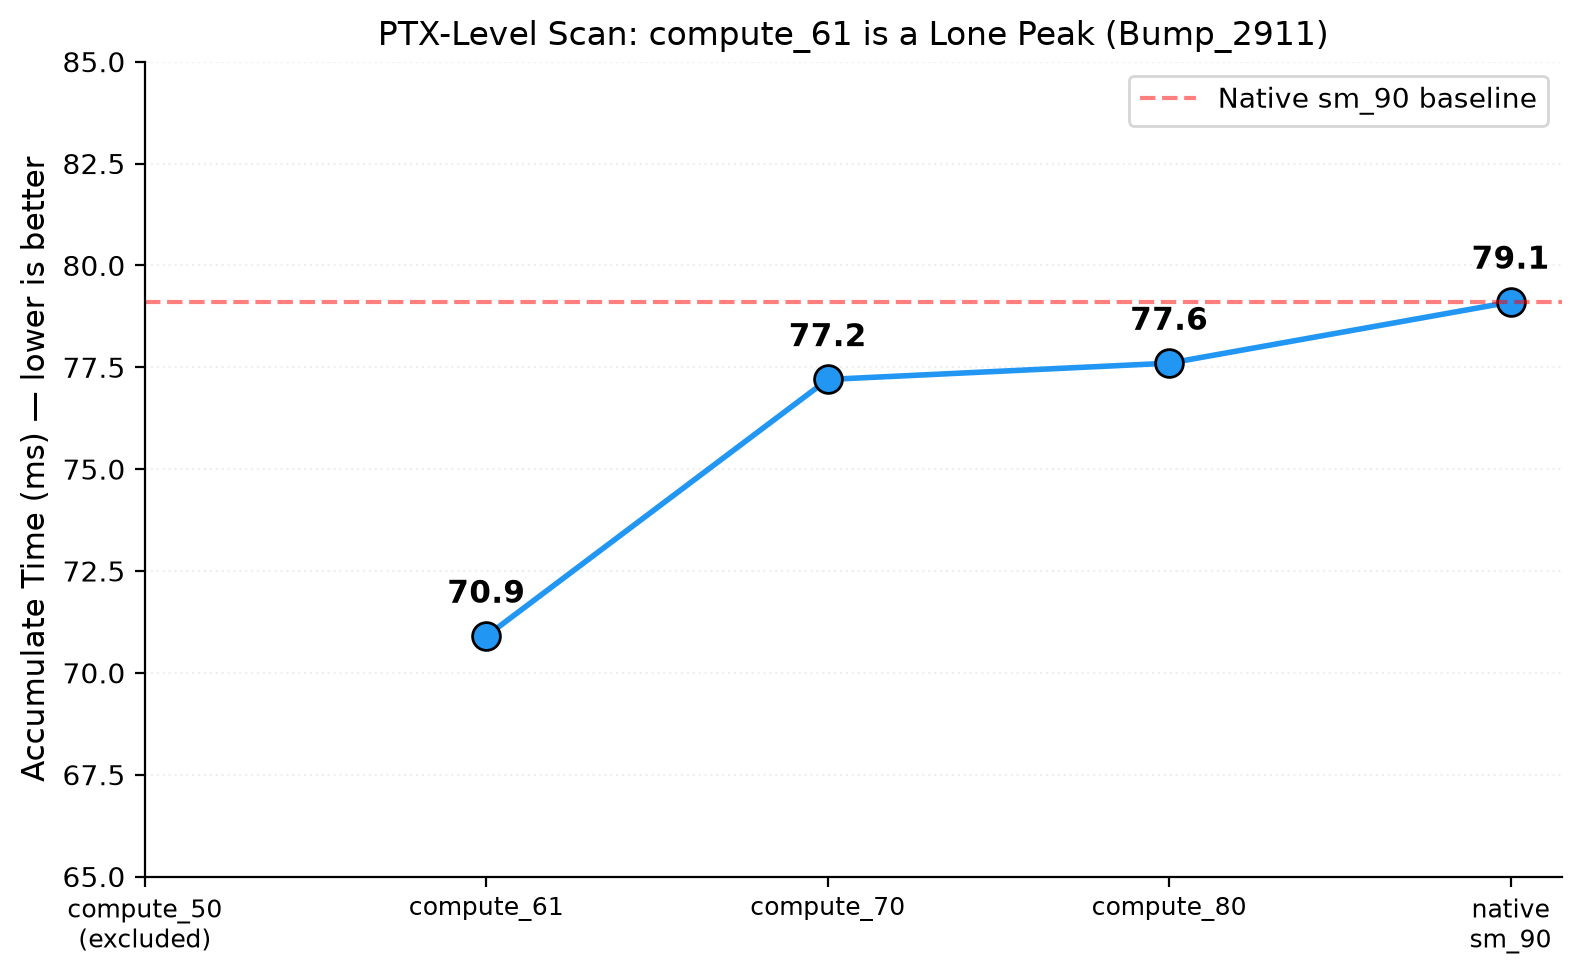 PTX-Level Scan: compute_61 is a Lone Peak (Bump_2911)
Accumulate Time (ms) — lower is better
85.0
82.5
80.0
77.5
75.0
72.5
70.0
67.5
65.0
Native sm_90 baseline
70.9
77.2
77.6
79.1
compute_50
(excluded)
compute_61
compute_70
compute_80
native
sm_90